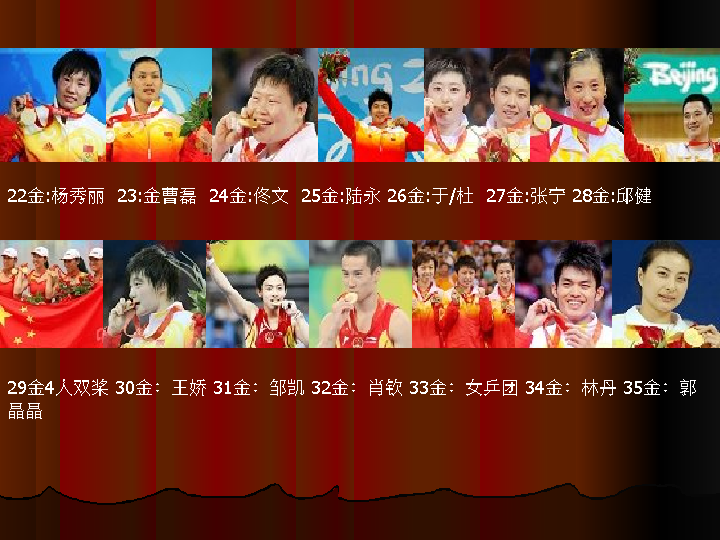 Beijing
22金:杨秀丽 23:金曹磊 24金:佟文 25金:陆永 26金:于/杜 27金:张宁 28金:邱健
29金4人双桨 30金：王娇 31金：邹凯 32金：肖钦 33金：女乒团 34金：林丹 35金：郭
晶晶